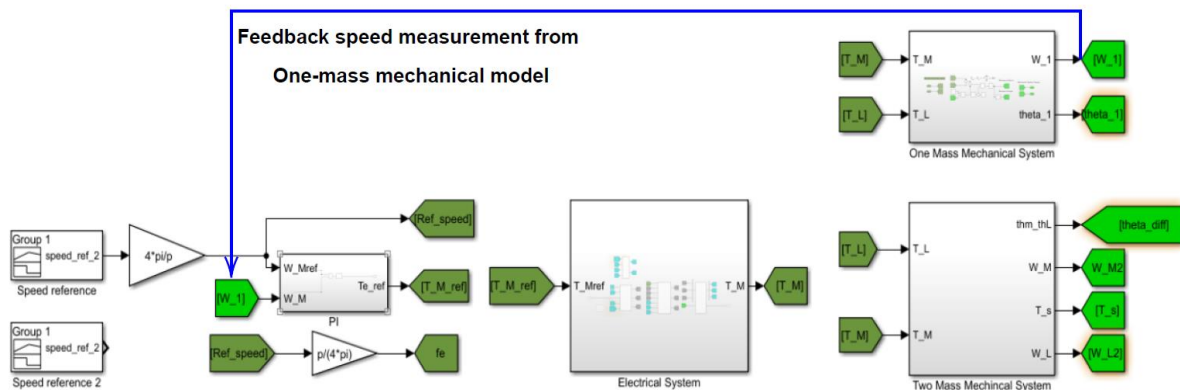 Feedback speed measurement from
One-mass mechanical model
[T_M]
T_M
W_1
[W_1]
[T_L]
T_L
theta_1
[theta_1]
One Mass Mechanical System
Group 1
speed_ref_2
Speed reference
4*pi/p
[Ref_speed]
W_Mref
[W_1]
W_M
Te_ref
[T_M_ref]
PI
[T_M_ref]
T_Mref
T_M
[T_M]
Electrical System
thm_thL
[theta_diff]
[T_L]
T_L
W_M
W_M2
T_s
[T_s]
[T_M]
T_M
W_L
[W_L2]
Two Mass Mechincal System
Group 1
speed_ref_2
Speed reference 2
[Ref_speed]
p/(4*pi)
fe